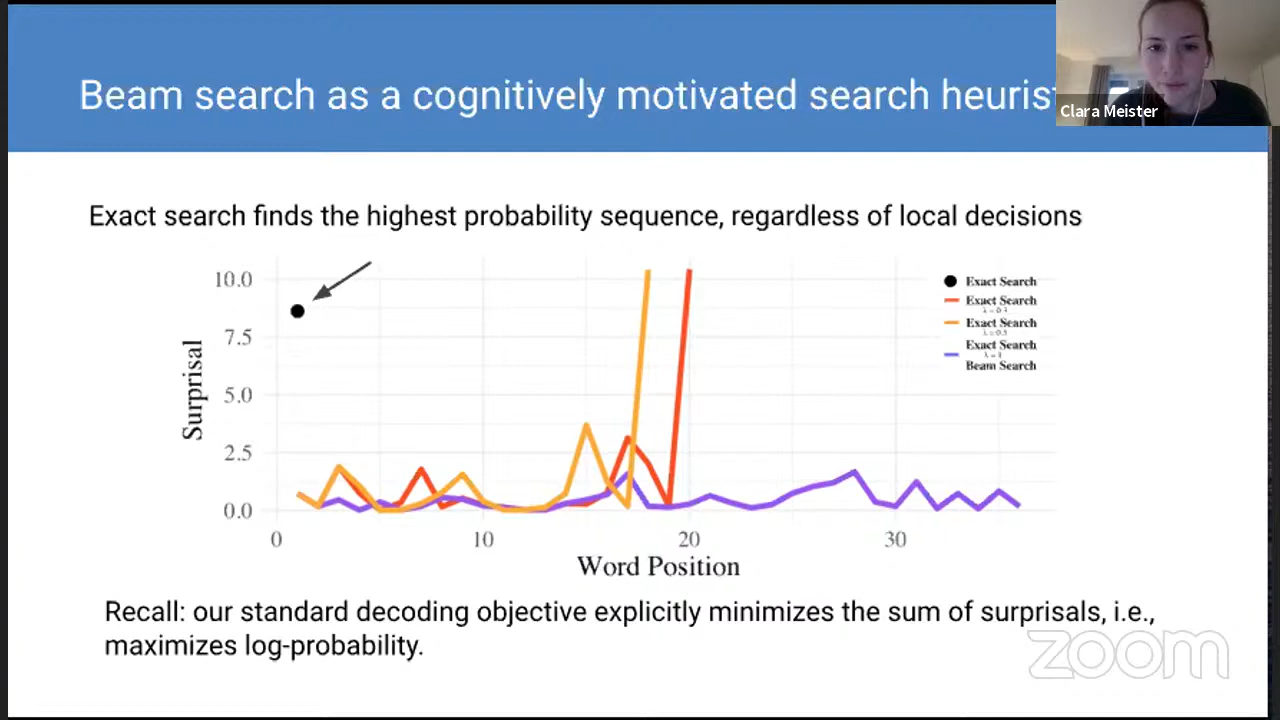 Beam search as a cognitively motivated search heuris
Clara Meister
Exact search finds the highest probability sequence, regardless of local decisions
10.0
7.5
5.0
2.5
0.0
Surprisal
0
10
20
30
Word Position
Exact Search
Exact Search
Exact Search
Exact Search
Beam Search
Recall: our standard decoding objective explicitly minimizes the sum of surprisals, i.e.,
maximizes log-probability.
zoom